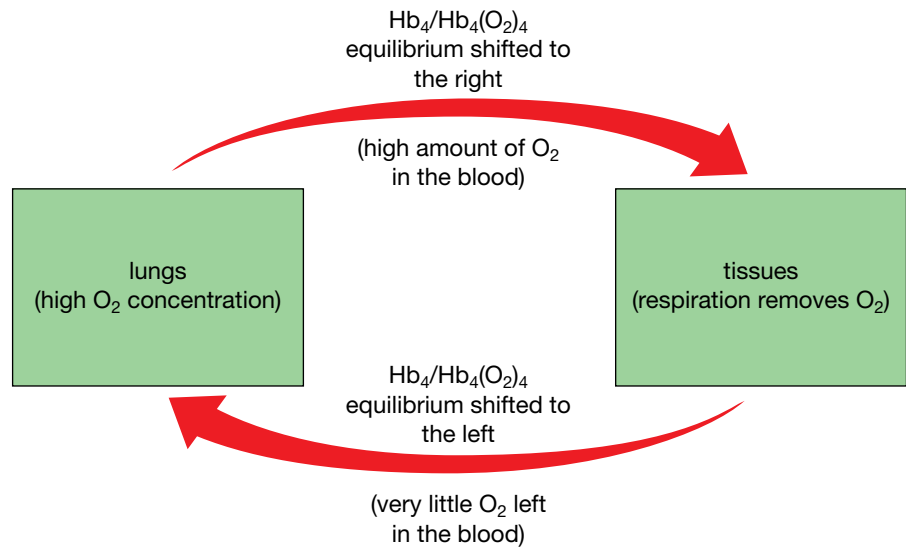 Hb₄/Hb₄(O₂)₄
equilibrium shifted to
the right
(high amount of O₂
in the blood)
lungs
(high O₂ concentration)
tissues
(respiration removes O₂)
Hb₄/Hb₄(O₂)₄
equilibrium shifted to
the left
(very little O₂ left
in the blood)